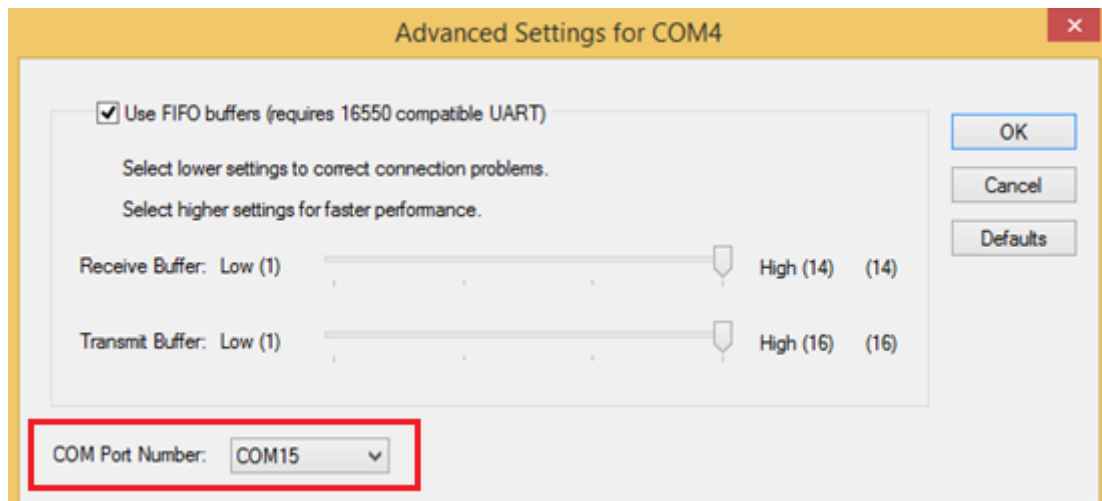 Advanced Settings for COM4
Use FIFO buffers (requires 16550 compatible UART)
OK
Select lower settings to correct connection problems.
Cancel
Select higher settings for faster performance.
Defaults
Receive Buffer: Low (1) High (14) (14)
Transmit Buffer: Low (1) High (16) (16)
COM Port Number: COM15